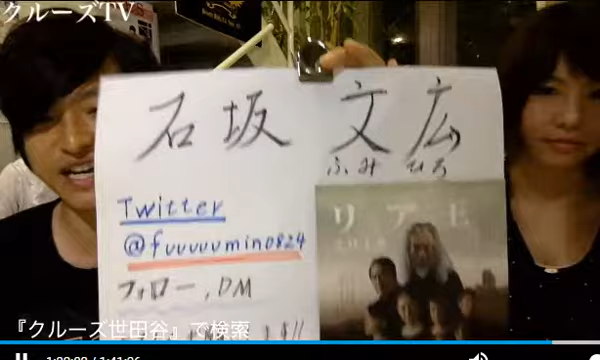 クルーズTV
石坂 文広
ふみ ひろ
Twitter
@fuuuuumin0824
フォロー、DM
リア王
『クルーズ世田谷』で検索